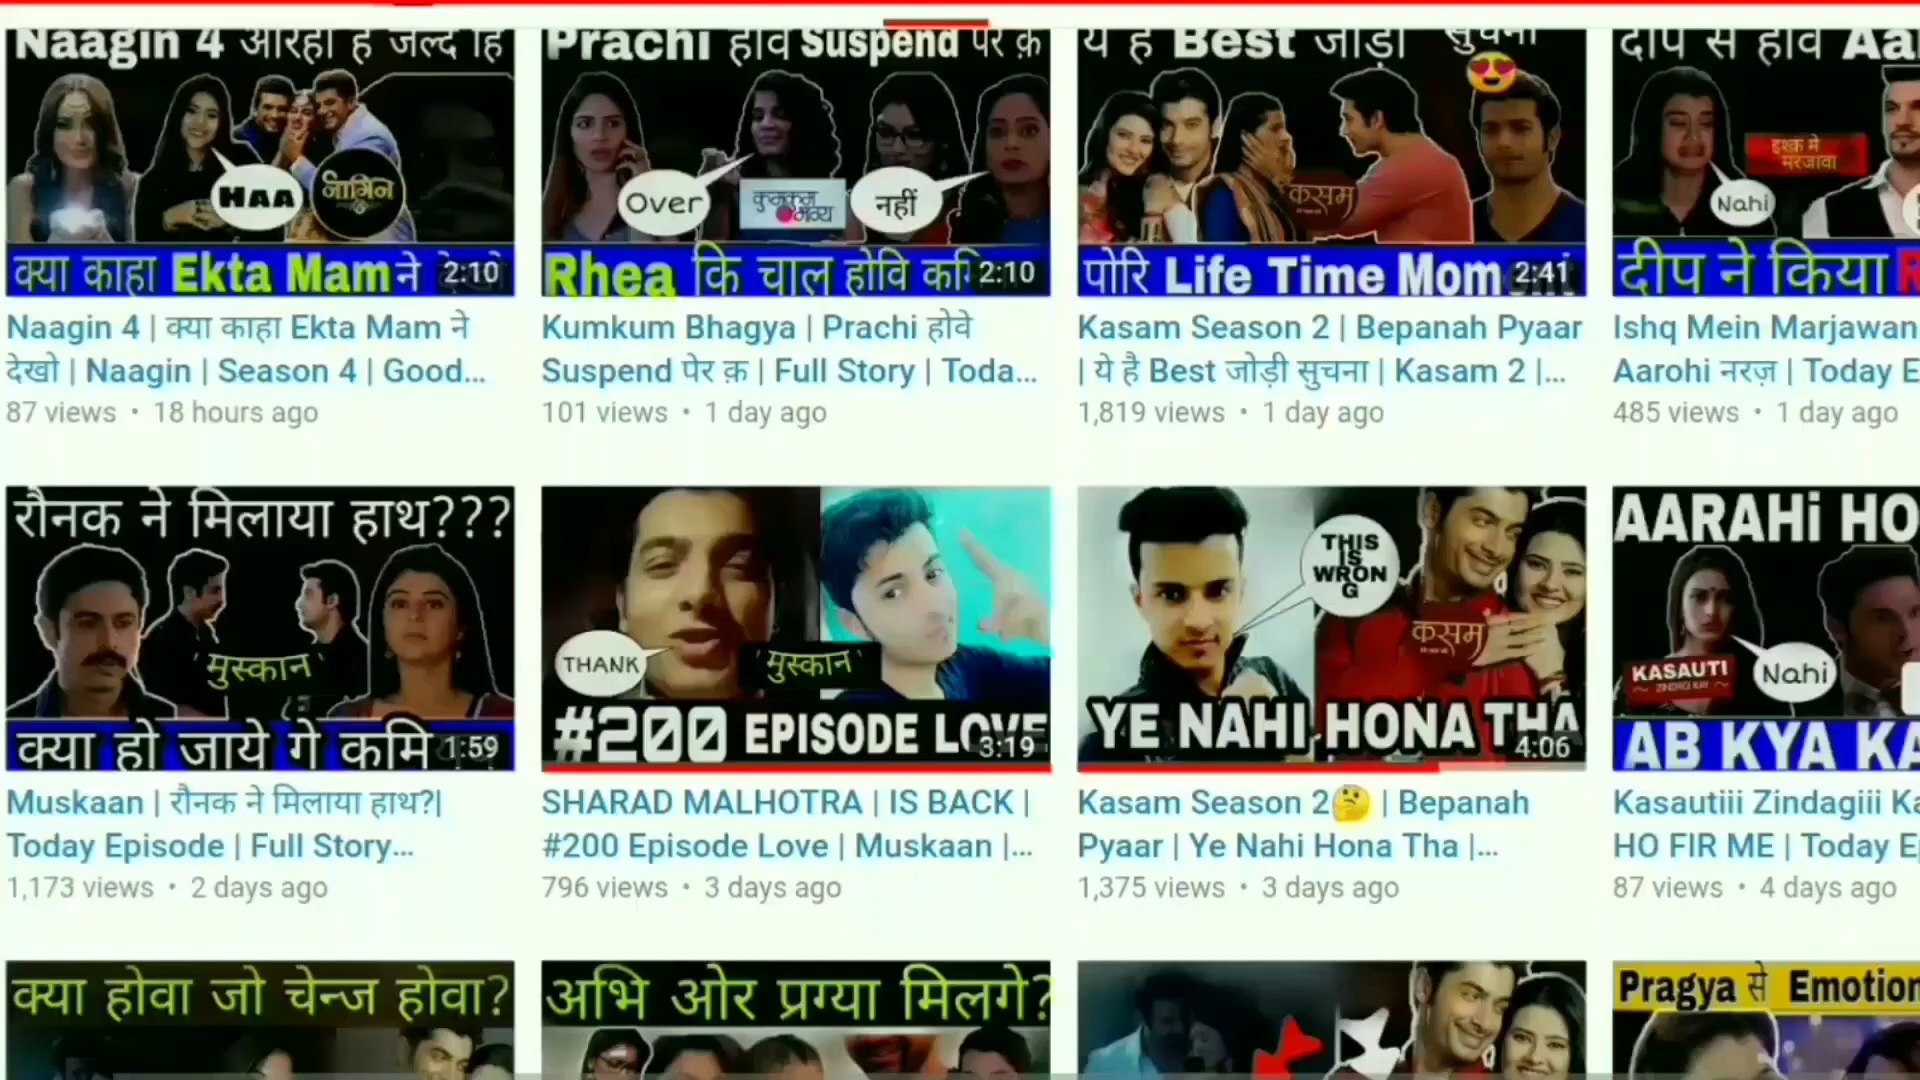 Naagin 4 आरहा है जल्द हि
HAA
नागिन
क्या काहा Ekta Mam ने
2:10
Naagin 4 | क्या काहा Ekta Mam ने
देखो | Naagin | Season 4 | Good...
87 views • 18 hours ago
Prachi होवे Suspend पेर क़
Over
कुमकुम
भाग्य
नहीं
Rhea कि चाल होवि
2:10
Kumkum Bhagya | Prachi होवे
Suspend पेर क़ | Full Story | Toda...
101 views • 1 day ago
ये है Best जोड़ी सुचना
कसम
पोरि Life Time Mom
2:41
Kasam Season 2 | Bepanah Pyaar
| ये है Best जोड़ी सुचना | Kasam 2 |...
1,819 views • 1 day ago
दीप से होवे
इश्क़ में
मरजावां
Nahi
दीप ने किया
Ishq Mein Marjawan
Aarohi नरज़ | Today E
485 views • 1 day ago
रौनक ने मिलाया हाथ???
मुस्कान
क्या हो जाये गे कमि
1:59
Muskaan | रौनक ने मिलाया हाथ?|
Today Episode | Full Story...
1,173 views • 2 days ago
THANK
मुस्कान
#200 EPISODE LOVE
3:19
SHARAD MALHOTRA | IS BACK |
#200 Episode Love | Muskaan |...
796 views • 3 days ago
THIS
IS
WRON
G
कसम
YE NAHI HONA THA
4:06
Kasam Season 2🤔 | Bepanah
Pyaar | Ye Nahi Hona Tha |...
1,375 views • 3 days ago
AARAHi HO
KASAUTI
ZINDAGII KAY
Nahi
AB KYA KA
Kasautiii Zindagiii Ka
HO FIR ME | Today E
87 views • 4 days ago
क्या होवा जो चेन्ज होवा?
अभि ओर प्रग्या मिलगे?
Pragya से Emotion